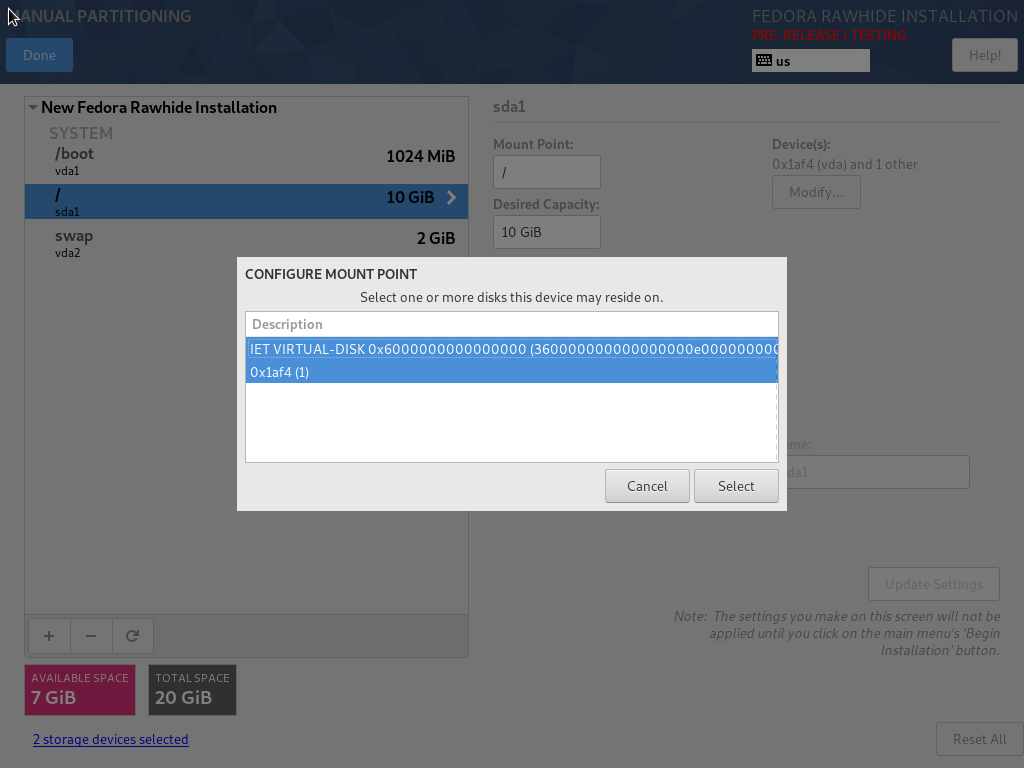 MANUAL PARTITIONING
FEDORA RAWHIDE INSTALLATION
PRE-RELEASE / TESTING
Done
us
Help!
New Fedora Rawhide Installation
SYSTEM
/boot
1024 MiB
vda1
/
10 GiB
sda1
swap
2 GiB
vda2
sda1
Mount Point:
/
Desired Capacity:
10 GiB
Device(s):
0x1af4 (vda) and 1 other
Modify...
CONFIGURE MOUNT POINT
Select one or more disks this device may reside on.
Description
IET VIRTUAL-DISK 0x6000000000000000 (360000000000000000e000000000
0x1af4 (1)
Cancel
Select
ame:
da1
Update Settings
Note: The settings you make on this screen will not be
applied until you click on the main menu's 'Begin
Installation' button.
AVAILABLE SPACE
7 GiB
TOTAL SPACE
20 GiB
2 storage devices selected
Reset All